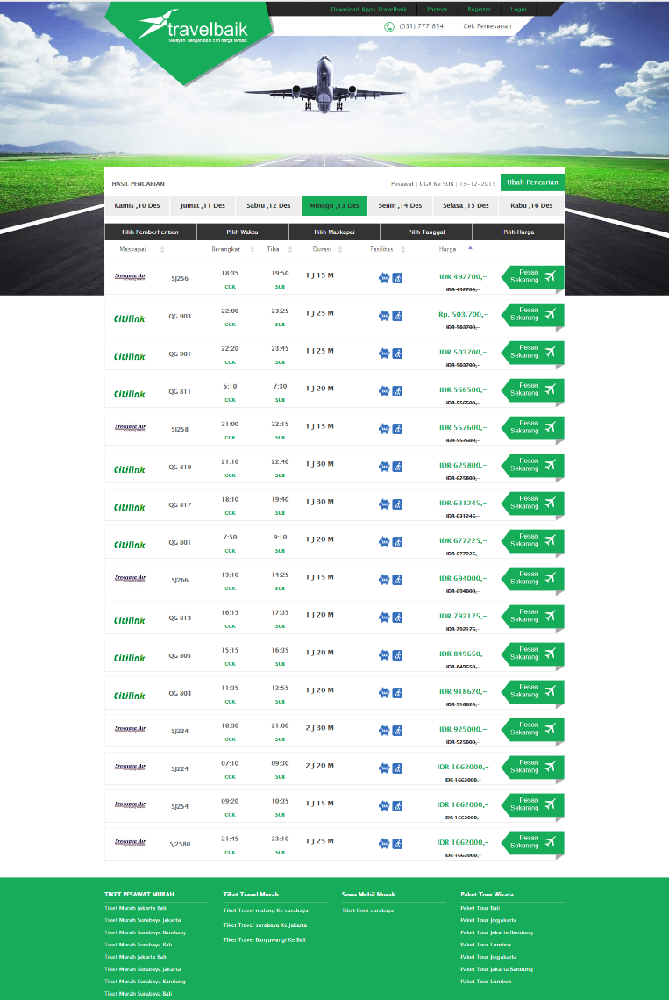 Download Apps Travelbaik Partner Register Login
travelbaik
Melayani dengan baik dan harga terbaik
(031) 777 654 Cek Pemesanan
HASIL PENCARIAN Pesawat | CGK Ke SUB | 13-12-2015 Ubah Pencarian
Kamis ,10 Des Jumat ,11 Des Sabtu ,12 Des Minggu ,13 Des Senin ,14 Des Selasa ,15 Des Rabu ,16 Des
Pilih Pemberhentian Pilih Waktu Pilih Maskapai Pilih Tanggal Pilih Harga
Maskapai Berangkat Tiba Durasi Fasilitas Harga
Sriwijaya Air SJ256 18:35 19:50 1 J 15 M TAX IDR 492700,- Pesan Sekarang
CGK SUB IDR 492700,-
Citilink QG 903 22:00 23:25 1 J 25 M TAX Rp. 503.700,- Pesan Sekarang
CGK SUB IDR 503700,-
Citilink QG 901 22:20 23:45 1 J 25 M TAX IDR 503700,- Pesan Sekarang
CGK SUB IDR 503700,-
Citilink QG 811 6:10 7:30 1 J 20 M TAX IDR 556500,- Pesan Sekarang
CGK SUB IDR 556500,-
Sriwijaya Air SJ258 21:00 22:15 1 J 15 M TAX IDR 557600,- Pesan Sekarang
CGK SUB IDR 557600,-
Citilink QG 819 21:10 22:40 1 J 30 M TAX IDR 625800,- Pesan Sekarang
CGK SUB IDR 625800,-
Citilink QG 817 18:10 19:40 1 J 30 M TAX IDR 631245,- Pesan Sekarang
CGK SUB IDR 631245,-
Citilink QG 801 7:50 9:10 1 J 20 M TAX IDR 677225,- Pesan Sekarang
CGK SUB IDR 677225,-
Sriwijaya Air SJ266 13:10 14:25 1 J 15 M TAX IDR 694000,- Pesan Sekarang
CGK SUB IDR 694000,-
Citilink QG 813 16:15 17:35 1 J 20 M TAX IDR 792175,- Pesan Sekarang
CGK SUB IDR 792175,-
Citilink QG 805 15:15 16:35 1 J 20 M TAX IDR 849650,- Pesan Sekarang
CGK SUB IDR 849650,-
Citilink QG 803 11:35 12:55 1 J 20 M TAX IDR 918620,- Pesan Sekarang
CGK SUB IDR 918620,-
Sriwijaya Air SJ234 18:30 21:00 2 J 30 M TAX IDR 925000,- Pesan Sekarang
CGK SUB IDR 925000,-
Sriwijaya Air SJ224 07:10 09:30 2 J 20 M TAX IDR 1662000,- Pesan Sekarang
CGK SUB IDR 1662000,-
Sriwijaya Air SJ254 09:20 10:35 1 J 15 M TAX IDR 1662000,- Pesan Sekarang
CGK SUB IDR 1662000,-
Sriwijaya Air SJ2580 21:45 23:10 1 J 25 M TAX IDR 1662000,- Pesan Sekarang
CGK SUB IDR 1662000,-
TIKET PESAWAT MURAH
Tiket Murah Jakarta Bali
Tiket Murah Surabaya Jakarta
Tiket Murah Surabaya Bandung
Tiket Murah Surabaya Bali
Tiket Murah Jakarta Bali
Tiket Murah Surabaya Jakarta
Tiket Murah Surabaya Bandung
Tiket Murah Surabaya Bali
Tiket Travel Murah
Tiket Travel malang Ke surabaya
Tiket Travel surabaya Ke Jakarta
Tiket Travel Banyuwangi Ke Bali
Sewa Mobil Murah
Tiket Rent surabaya
Paket Tour Wisata
Paket Tour Bali
Paket Tour Jogjakarta
Paket Tour Jakarta Bandung
Paket Tour Lombok
Paket Tour Jogjakarta
Paket Tour Jakarta Bandung
Paket Tour Lombok